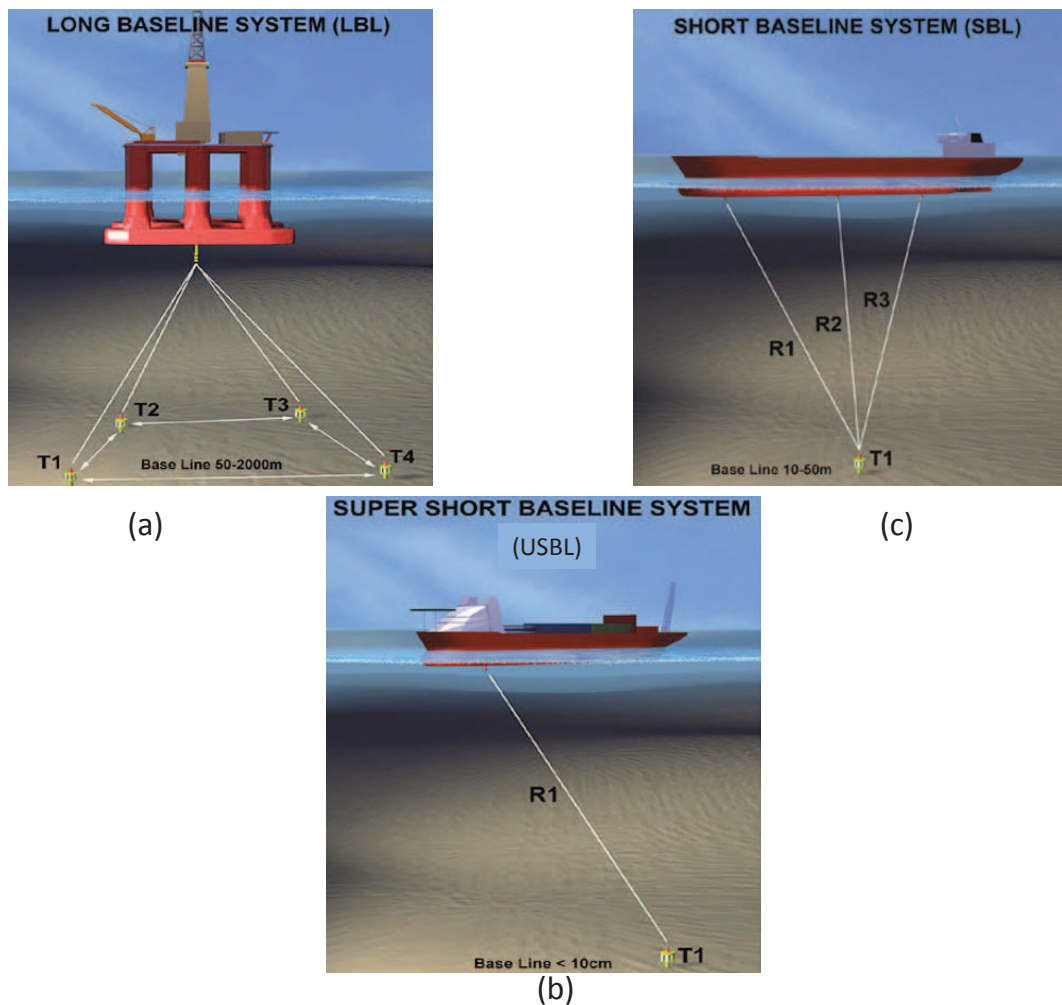 LONG BASELINE SYSTEM (LBL)
T2
T3
T1
Base Line 50-2000m
T4
(a)
SHORT BASELINE SYSTEM (SBL)
R3
R2
R1
Base Line 10-50m
T1
(c)
SUPER SHORT BASELINE SYSTEM
(USBL)
R1
Base Line < 10cm
T1
(b)